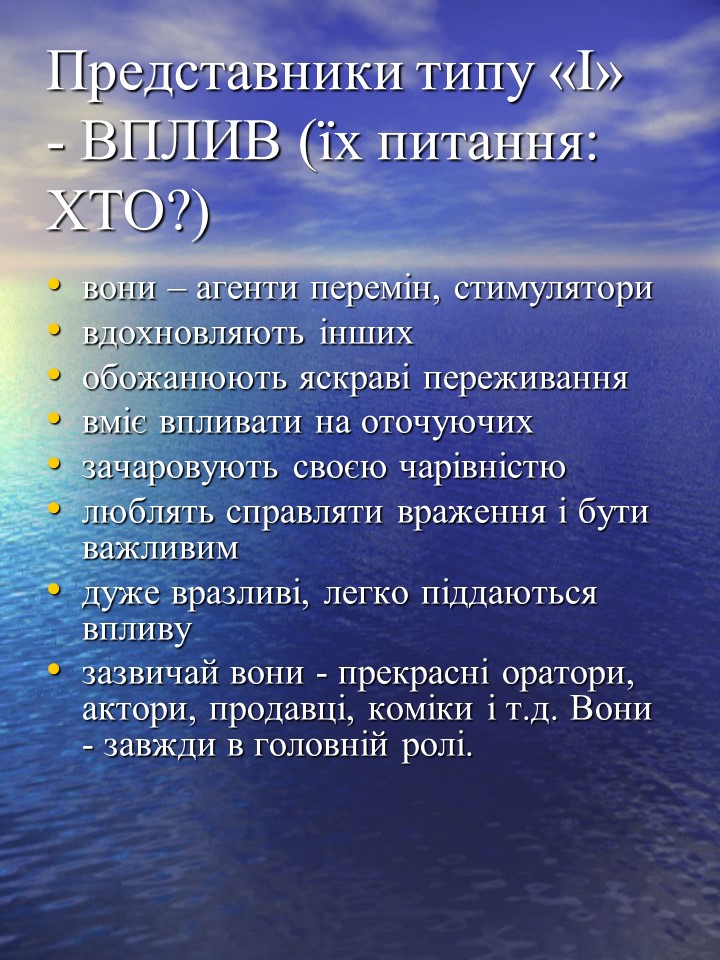 Представники типу «І»
- ВПЛИВ (їх питання:
ХТО?)
• вони – агенти перемін, стимулятори
• вдохновляють інших
• обожанюють яскраві переживання
• вміє впливати на оточуючих
• зачаровують своєю чарівністю
• люблять справляти враження і бути
важливим
• дуже вразливі, легко піддаються
впливу
• зазвичай вони - прекрасні оратори,
актори, продавці, коміки і т.д. Вони
- завжди в головній ролі.